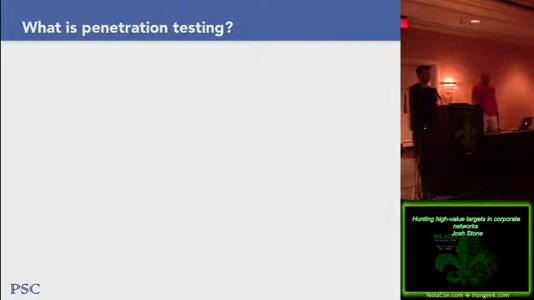 What is penetration testing?
Hunting high-value targets in corporate
networks
Josh Stone
NolaCon.com ⚜ Irongeek.com
PSC